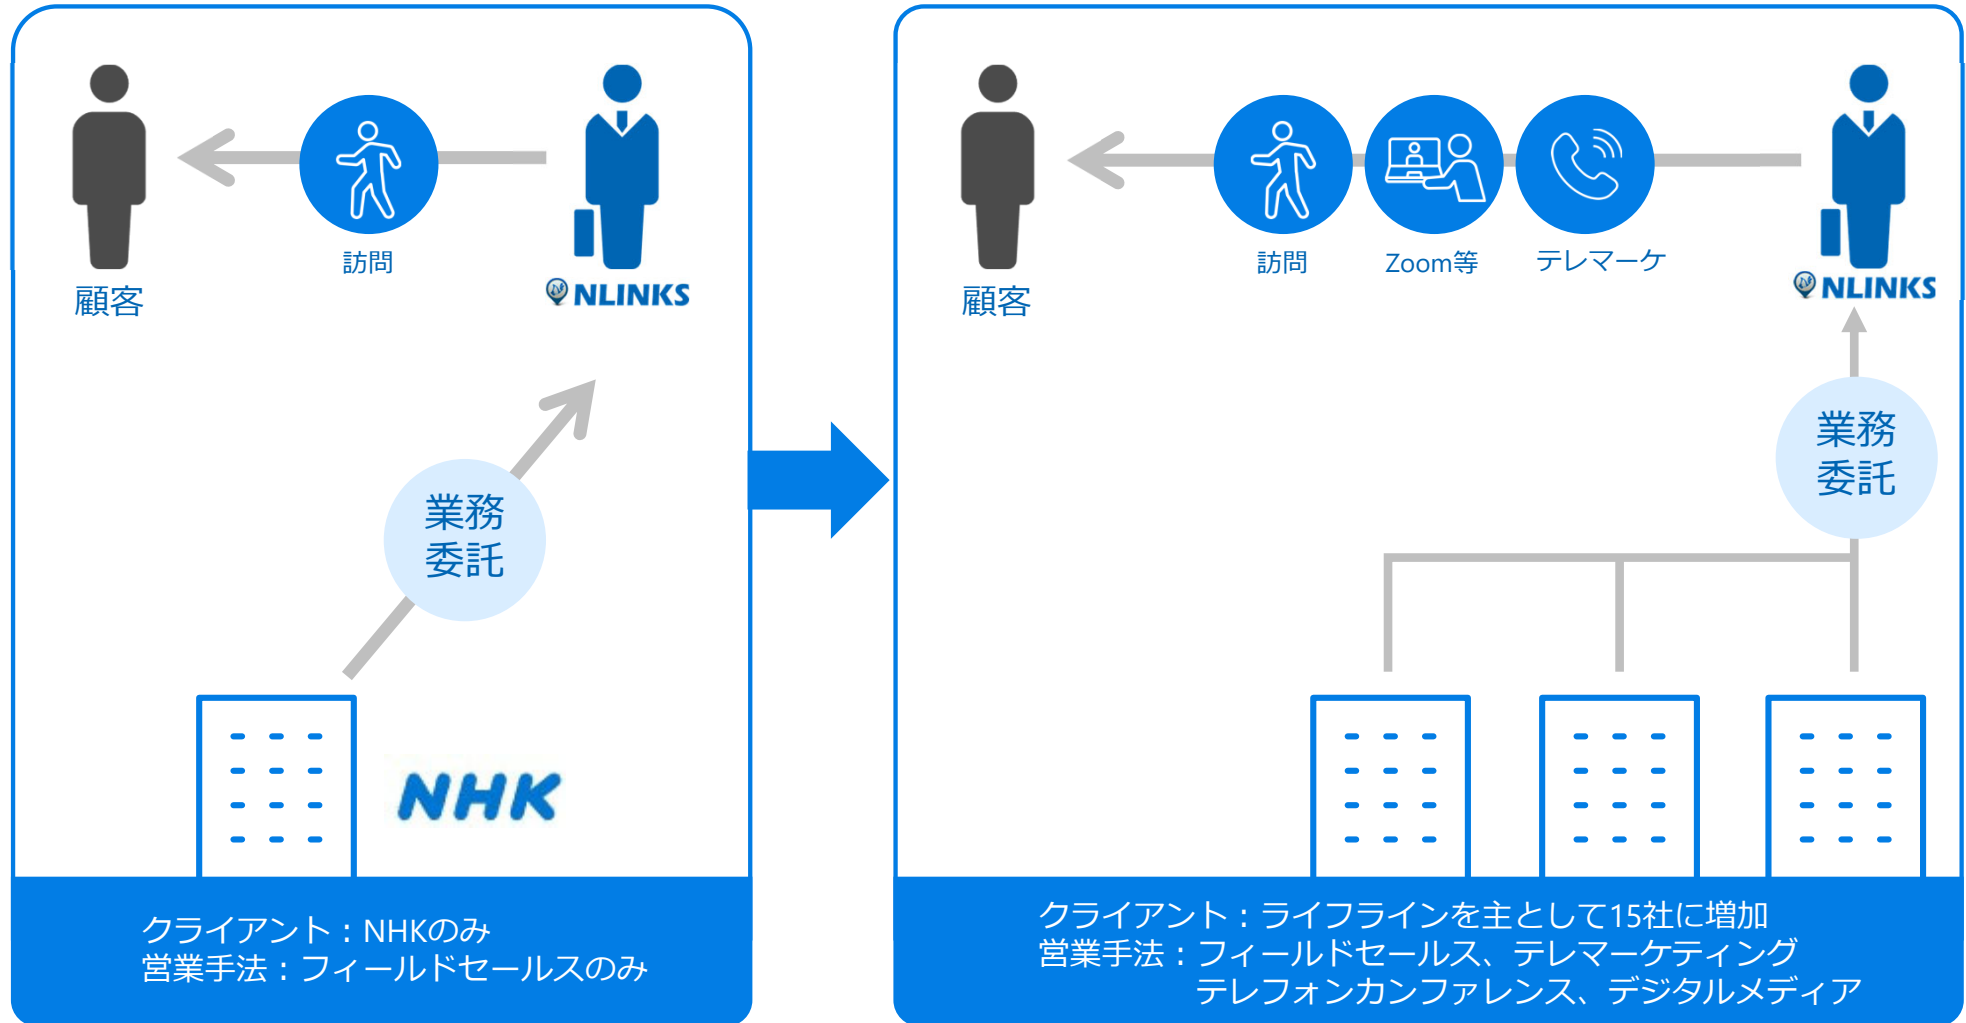 訪問
顧客
NLINKS
業務
委託
NHK
クライアント：NHKのみ
営業手法：フィールドセールスのみ
訪問
Zoom等
テレマーケ
顧客
NLINKS
業務
委託
クライアント：ライフラインを主として15社に増加
営業手法：フィールドセールス、テレマーケティング
テレフォンカンファレンス、デジタルメディア